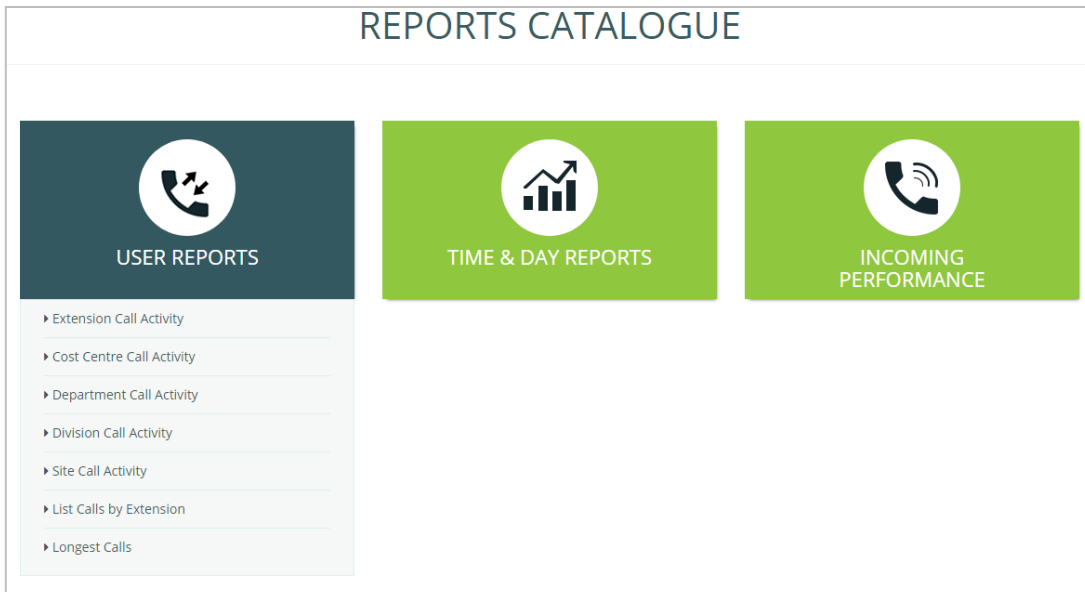 REPORTS CATALOGUE
USER REPORTS
Extension Call Activity
Cost Centre Call Activity
Department Call Activity
Division Call Activity
Site Call Activity
List Calls by Extension
Longest Calls
TIME & DAY REPORTS
INCOMING
PERFORMANCE